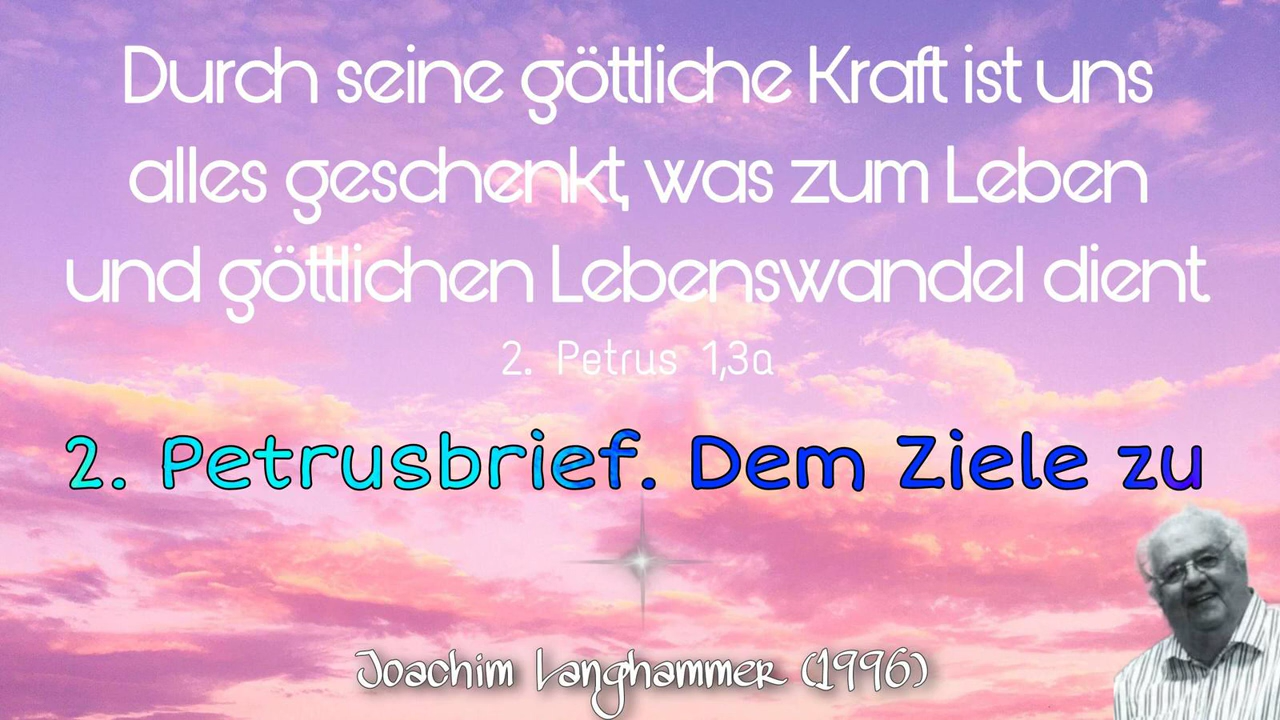 Durch seine göttliche Kraft ist uns
alles geschenkt, was zum Leben
und göttlichen Lebenswandel dient
2. Petrus 1,3a
2. Petrusbrief. Dem Ziele zu
Joachim Langhammer (1996)